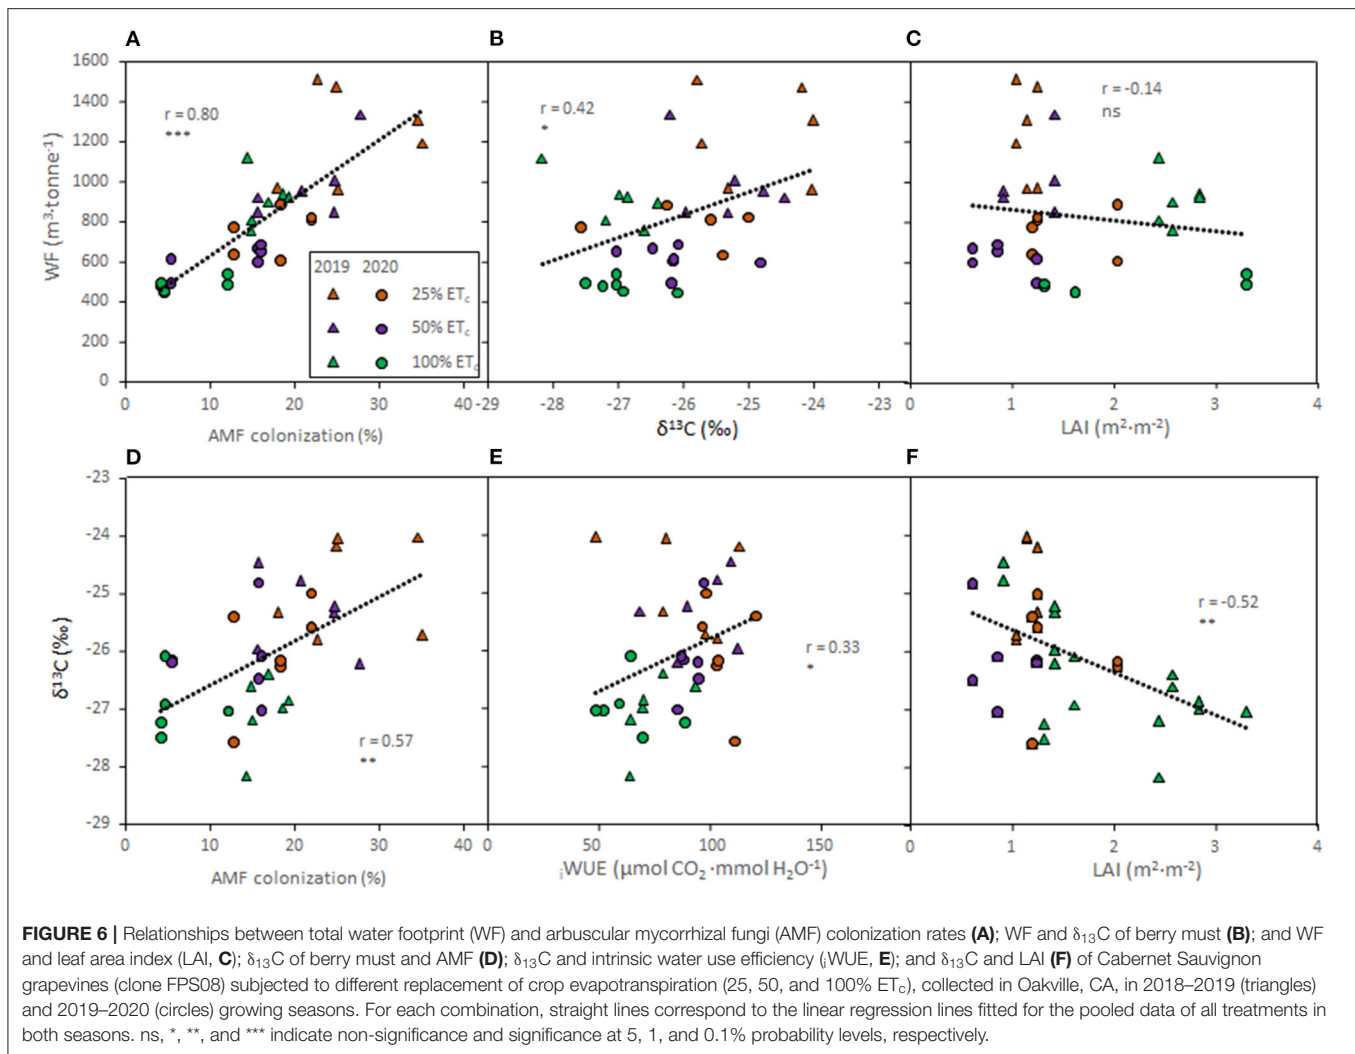 A
B
C
1600
1400
1200
1000
800
600
400
200
0
WF (m³·tonne⁻¹)
r = 0.80
***
r = 0.42
*
r = -0.14
ns
2019 2020
25% ETc
50% ETc
100% ETc
0 10 20 30 40
AMF colonization (%)
-29 -28 -27 -26 -25 -24 -23
δ¹³C (‰)
0 1 2 3 4
LAI (m²·m⁻²)
D
E
F
-23
-24
-25
-26
-27
-28
-29
δ¹³C (‰)
r = 0.57
**
r = 0.33
*
r = -0.52
**
0 10 20 30 40
AMF colonization (%)
0 50 100 150
ᵢWUE (µmol CO₂·mmol H₂O⁻¹)
0 1 2 3 4
LAI (m²·m⁻²)
FIGURE 6 | Relationships between total water footprint (WF) and arbuscular mycorrhizal fungi (AMF) colonization rates (A); WF and δ₁₃C of berry must (B); and WF
and leaf area index (LAI, C); δ₁₃C of berry must and AMF (D); δ₁₃C and intrinsic water use efficiency (ᵢWUE, E); and δ₁₃C and LAI (F) of Cabernet Sauvignon
grapevines (clone FPS08) subjected to different replacement of crop evapotranspiration (25, 50, and 100% ETc), collected in Oakville, CA, in 2018–2019 (triangles)
and 2019–2020 (circles) growing seasons. For each combination, straight lines correspond to the linear regression lines fitted for the pooled data of all treatments in
both seasons. ns, *, **, and *** indicate non-significance and significance at 5, 1, and 0.1% probability levels, respectively.